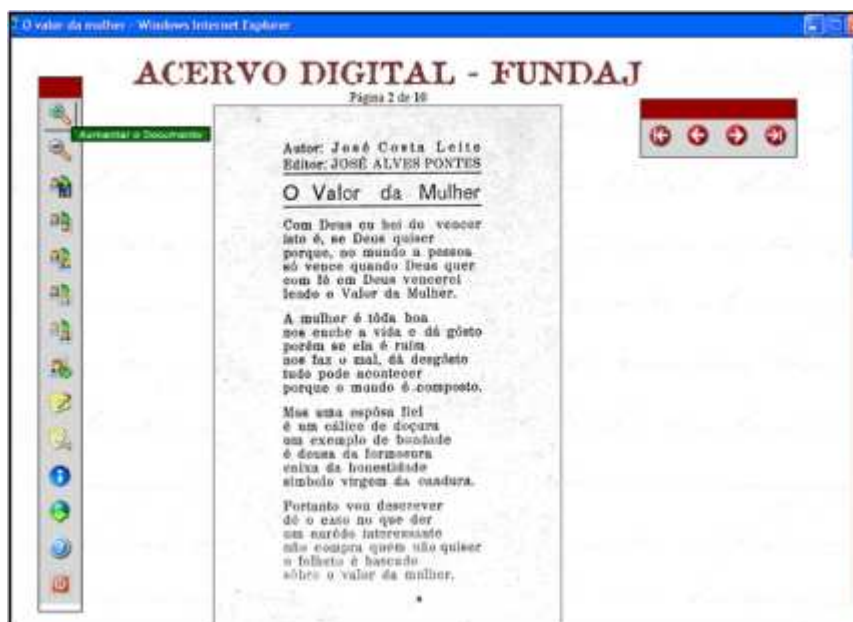 O valor da mulher - Windows Internet Explorer
ACERVO DIGITAL - FUNDAJ
Página 2 de 10
Aumentar o Documento
Autor: José Costa Leite
Editor: JOSÉ ALVES PONTES
O Valor da Mulher
Com Deus eu hei de vencer
isto é, se Deus quiser
porque, no mundo a pessoa
só vence quando Deus quer
com fé em Deus vencerei
lendo o Valor da Mulher.
A mulher é tôda boa
nos enche a vida e dá gôsto
porém se ela é ruim
nos faz o mal, dá desgôsto
tudo pode acontecer
porque o mundo é composto.
Mas uma espôsa fiel
é um cálice de doçura
um exemplo de bondade
é deusa da formosura
caixa da honestidade
simbolo virgem da candura.
Portanto vou descrever
dê o caso no que der
um enrêdo interessante
não compra quem não quiser
o folheto é baseado
sôbre o valor da mulher.